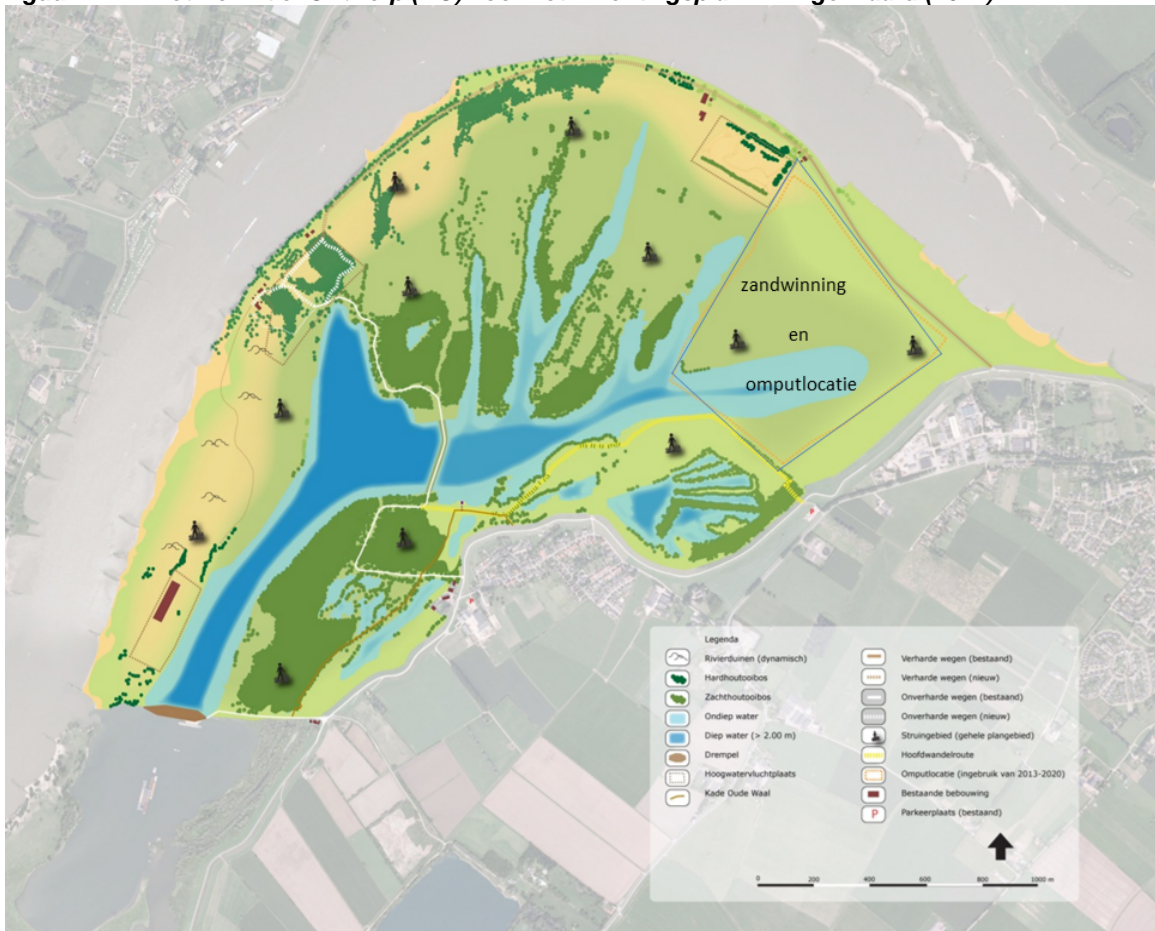 zandwinning
en
omputlocatie
P
P
Legenda
Rivierduinen (dynamisch)
Hardhoutooibos
Zachthoutooibos
Ondiep water
Diep water (> 2.00 m)
Drempel
Hoogwatervluchtplaats
Kade Oude Waal
Verharde wegen (bestaand)
Verharde wegen (nieuw)
Onverharde wegen (bestaand)
Onverharde wegen (nieuw)
Struingebied (gehele plangebied)
Hoofdwandelroute
Omputlocatie (ingebruik van 2013-2020)
Bestaande bebouwing
P Parkeerplaats (bestaand)
0 200 400 600 800 1000 m